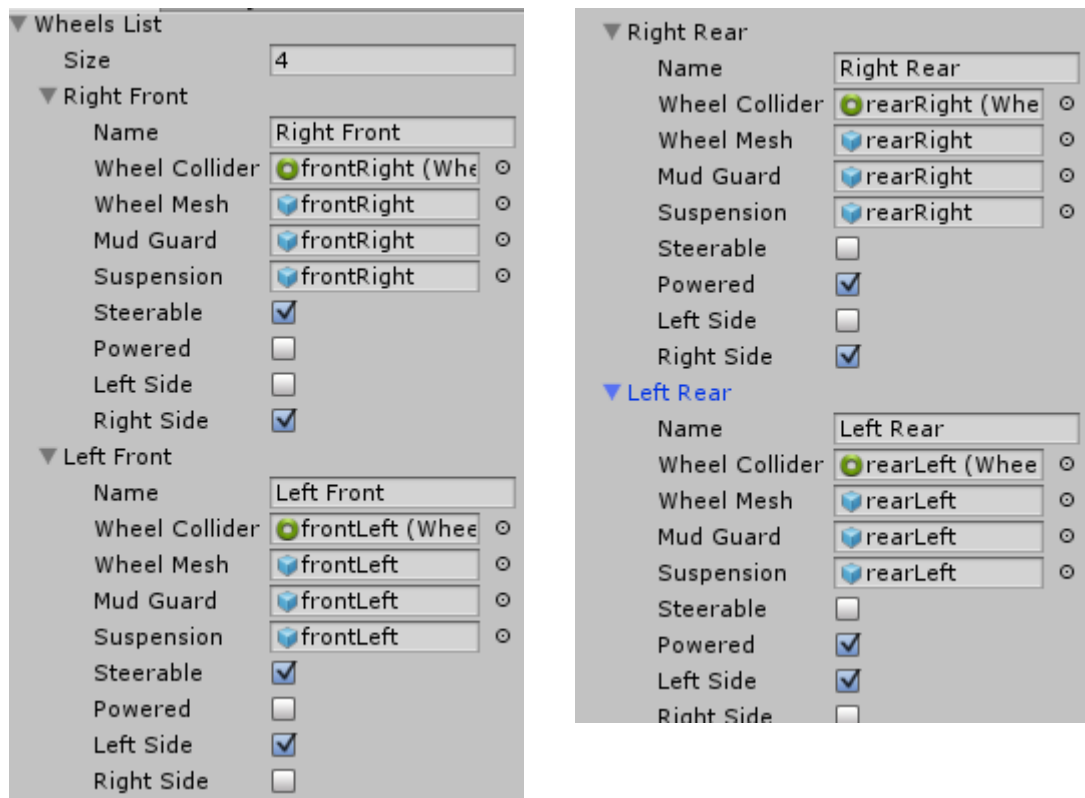 Wheels List
Size 4
Right Front
Name Right Front
Wheel Collider frontRight (Whe
Wheel Mesh frontRight
Mud Guard frontRight
Suspension frontRight
Steerable
Powered
Left Side
Right Side
Left Front
Name Left Front
Wheel Collider frontLeft (Whee
Wheel Mesh frontLeft
Mud Guard frontLeft
Suspension frontLeft
Steerable
Powered
Left Side
Right Side
Right Rear
Name Right Rear
Wheel Collider rearRight (Whe
Wheel Mesh rearRight
Mud Guard rearRight
Suspension rearRight
Steerable
Powered
Left Side
Right Side
Left Rear
Name Left Rear
Wheel Collider rearLeft (Whee
Wheel Mesh rearLeft
Mud Guard rearLeft
Suspension rearLeft
Steerable
Powered
Left Side
Right Side